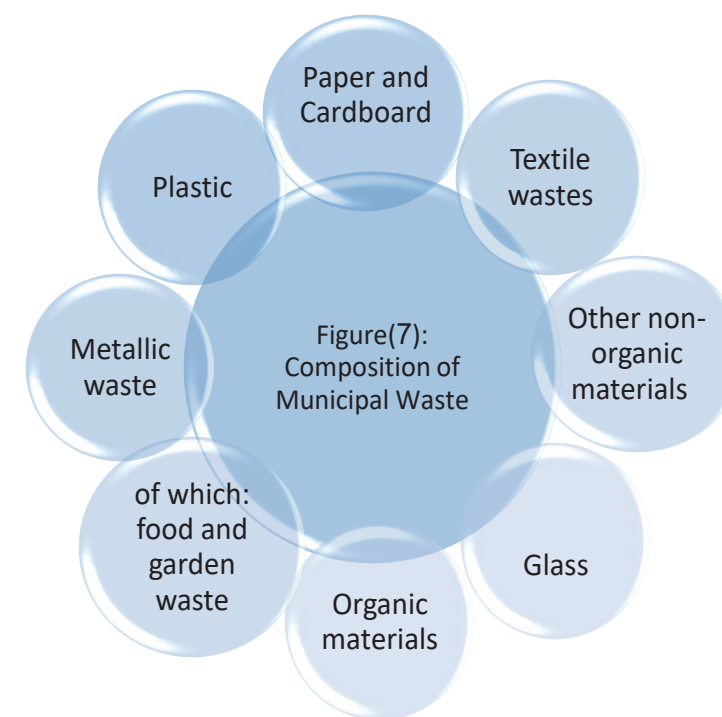 Paper and
Cardboard
Textile
wastes
Other non-
organic
materials
Glass
Organic
materials
of which:
food and
garden
waste
Metallic
waste
Plastic
Figure(7):
Composition of
Municipal Waste